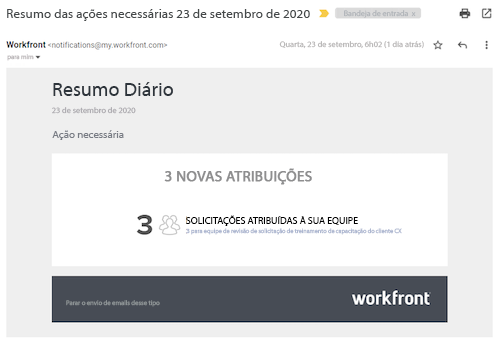 Resumo das ações necessárias 23 de setembro de 2020 Bandeja de entrada x
Workfront <notifications@my.workfront.com> Quarta, 23 de setembro, 6h02 (1 dia atrás)
para mim
Resumo Diário
23 de setembro de 2020
Ação necessária
3 NOVAS ATRIBUIÇÕES
3 SOLICITAÇÕES ATRIBUÍDAS À SUA EQUIPE
3 para equipe de revisão de solicitação de treinamento de capacitação do cliente CX
Parar o envio de emails desse tipo workfront